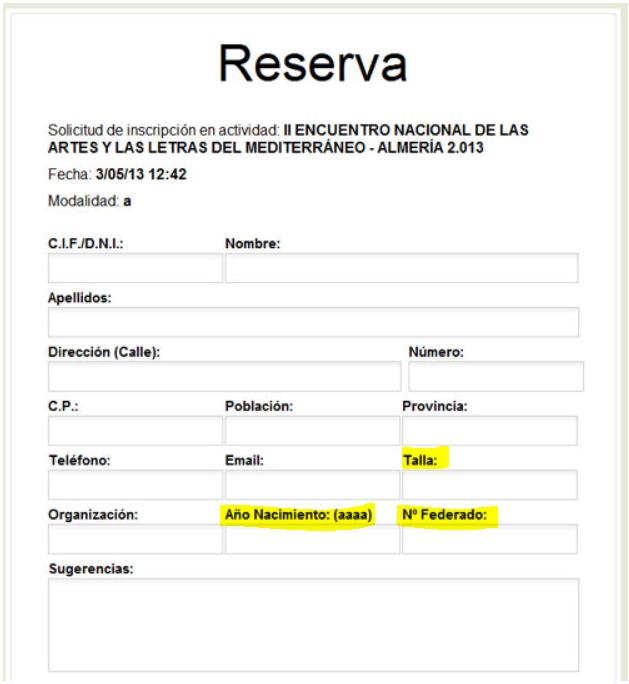 Reserva
Solicitud de inscripción en actividad: II ENCUENTRO NACIONAL DE LAS
ARTES Y LAS LETRAS DEL MEDITERRÁNEO - ALMERÍA 2.013
Fecha: 3/05/13 12:42
Modalidad: a
C.I.F./D.N.I.: Nombre:
Apellidos:
Dirección (Calle): Número:
C.P.: Población: Provincia:
Teléfono: Email: Talla:
Organización: Año Nacimiento: (aaaa) Nº Federado:
Sugerencias: